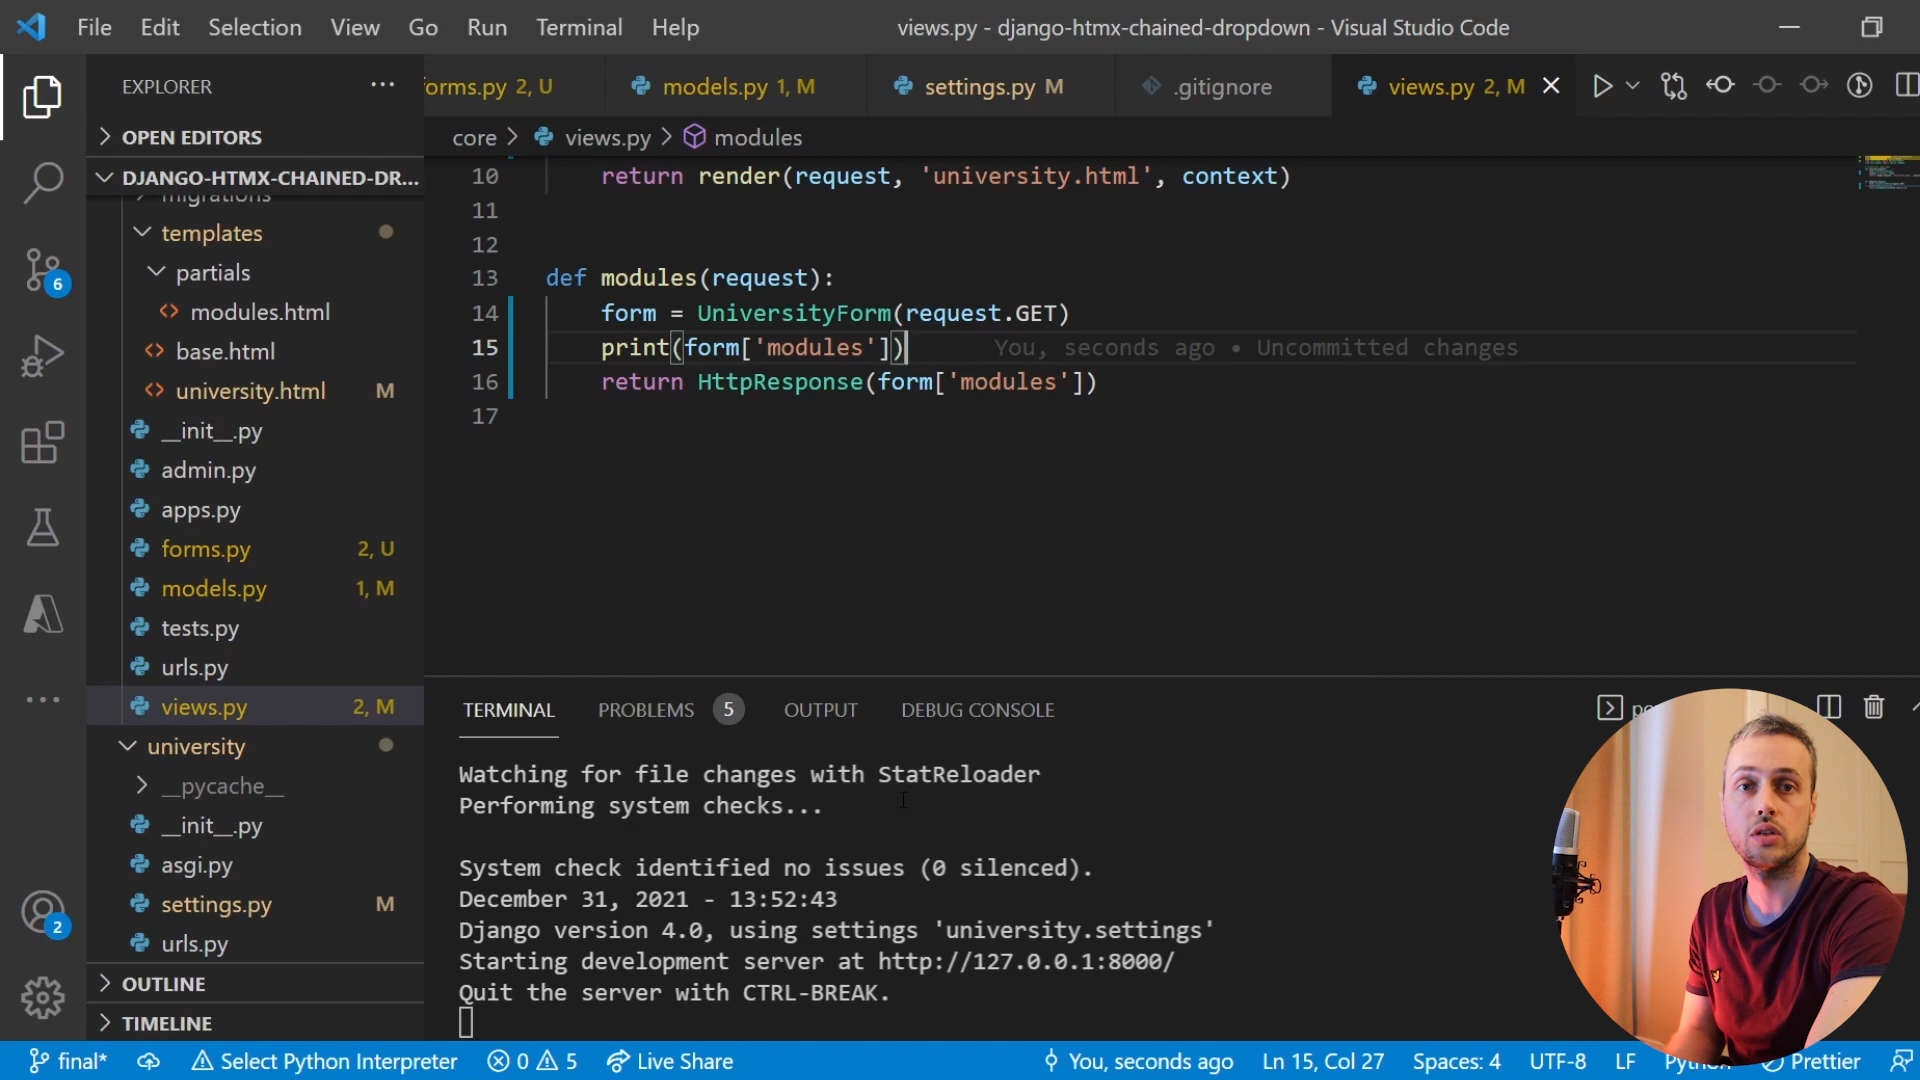 File Edit Selection View Go Run Terminal Help
views.py - django-htmx-chained-dropdown - Visual Studio Code
EXPLORER
forms.py 2, U
models.py 1, M
settings.py M
.gitignore
views.py 2, M
OPEN EDITORS
core > views.py > modules
DJANGO-HTMX-CHAINED-DR...
migrations
templates
partials
modules.html
base.html
university.html M
__init__.py
admin.py
apps.py
forms.py 2, U
models.py 1, M
tests.py
urls.py
views.py 2, M
university
__pycache__
__init__.py
asgi.py
settings.py M
urls.py
OUTLINE
TIMELINE
6
2
10 return render(request, 'university.html', context)
11
12
13 def modules(request):
14 form = UniversityForm(request.GET)
15 print(form['modules']) You, seconds ago • Uncommitted changes
16 return HttpResponse(form['modules'])
17
TERMINAL PROBLEMS 5 OUTPUT DEBUG CONSOLE
Watching for file changes with StatReloader
Performing system checks...
System check identified no issues (0 silenced).
December 31, 2021 - 13:52:43
Django version 4.0, using settings 'university.settings'
Starting development server at http://127.0.0.1:8000/
Quit the server with CTRL-BREAK.
final* Select Python Interpreter 0 5 Live Share You, seconds ago Ln 15, Col 27 Spaces: 4 UTF-8 LF Python Prettier